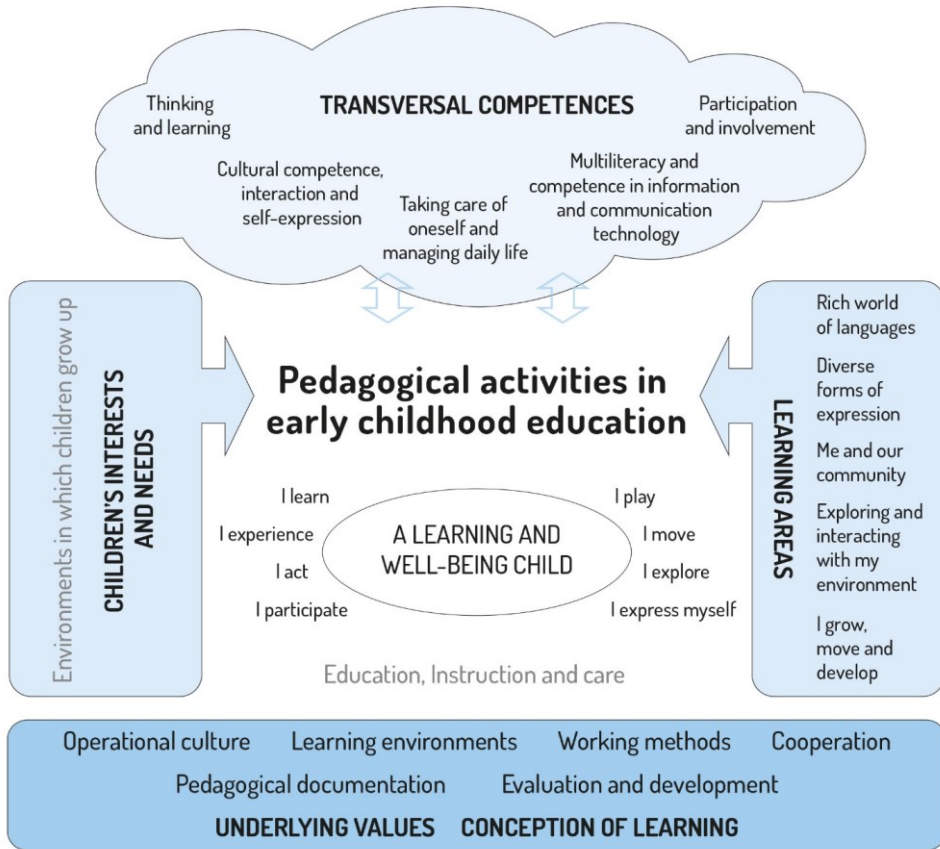 TRANSVERSAL COMPETENCES
Thinking
and learning
Cultural competence,
interaction and
self-expression
Taking care of
oneself and
managing daily life
Multiliteracy and
competence in information
and communication
technology
Participation
and involvement
Environments in which children grow up
CHILDREN'S INTERESTS
AND NEEDS
Pedagogical activities in
early childhood education
I learn
I experience
I act
I participate
A LEARNING AND
WELL-BEING CHILD
I play
I move
I explore
I express myself
Education, Instruction and care
LEARNING AREAS
Rich world
of languages
Diverse
forms of
expression
Me and our
community
Exploring and
interacting
with my
environment
I grow,
move and
develop
Operational culture Learning environments Working methods Cooperation
Pedagogical documentation Evaluation and development
UNDERLYING VALUES CONCEPTION OF LEARNING